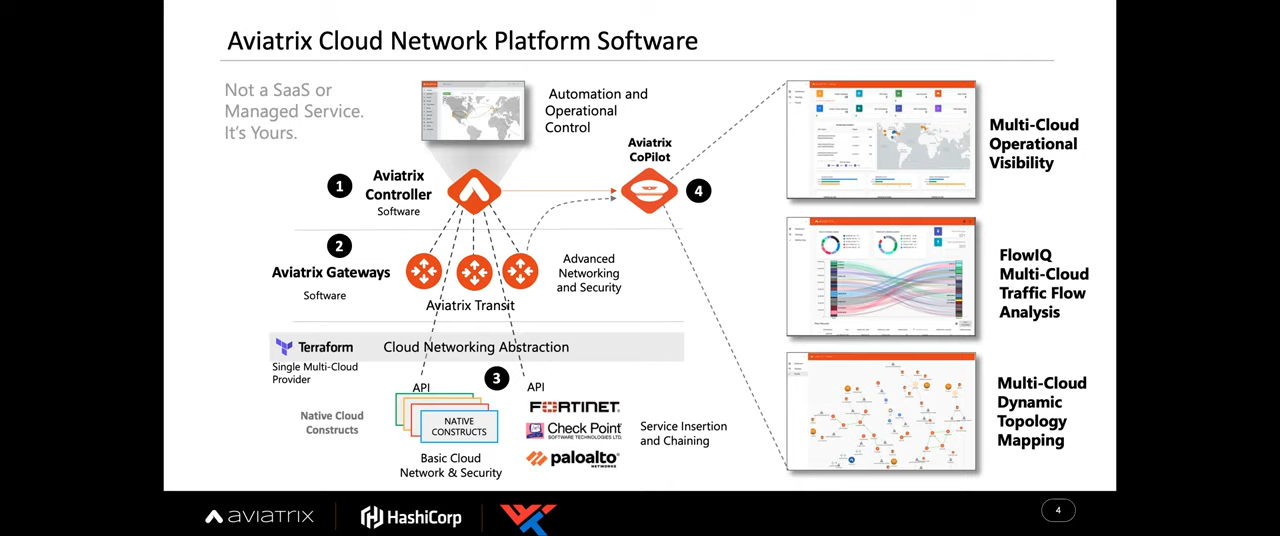 Aviatrix Cloud Network Platform Software
Not a SaaS or
Managed Service.
It's Yours.
Automation and
Operational
Control
Aviatrix
CoPilot
1
Aviatrix
Controller
Software
4
2
Aviatrix Gateways
Software
Aviatrix Transit
Advanced
Networking
and Security
Terraform
Cloud Networking Abstraction
Single Multi-Cloud
Provider
3
API
API
Native Cloud
Constructs
NATIVE
CONSTRUCTS
Basic Cloud
Network & Security
FORTINET
Check Point
SOFTWARE TECHNOLOGIES LTD.
paloalto
NETWORKS
Service Insertion
and Chaining
Multi-Cloud
Operational
Visibility
FlowIQ
Multi-Cloud
Traffic Flow
Analysis
Multi-Cloud
Dynamic
Topology
Mapping
AVIATRIX
HashiCorp
4